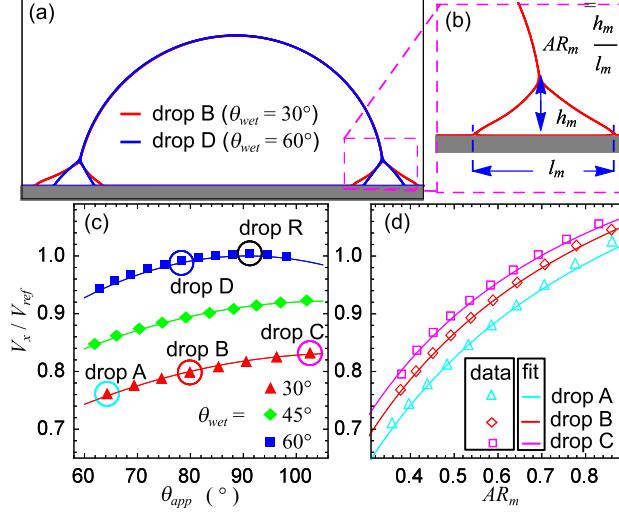 (a)
drop B (θwet = 30°)
drop D (θwet = 60°)
(b)
ARm = hm / lm
hm
lm
(c)
drop R
drop D
drop C
drop B
drop A
30°
θwet = 45°
60°
Vx / Vref
1.0
0.9
0.8
0.7
60 70 80 90 100
θapp (°)
(d)
data fit
drop A
drop B
drop C
1.0
0.9
0.8
0.7
0.4 0.5 0.6 0.7 0.8
ARm